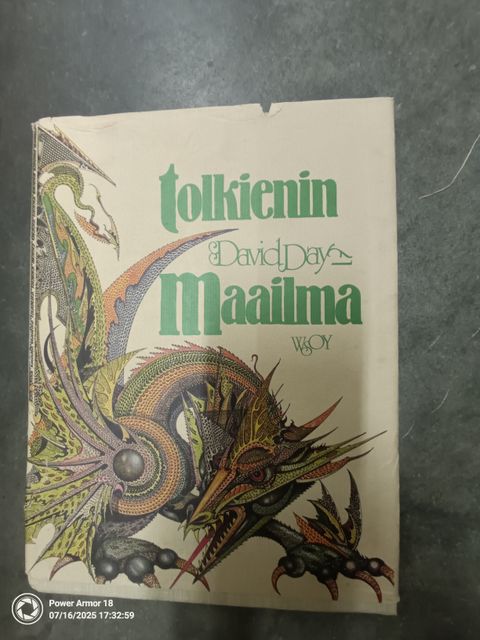 tolkienin
David Day
maailma
WSOY
Power Armor 18
07/16/2025 17:32:59